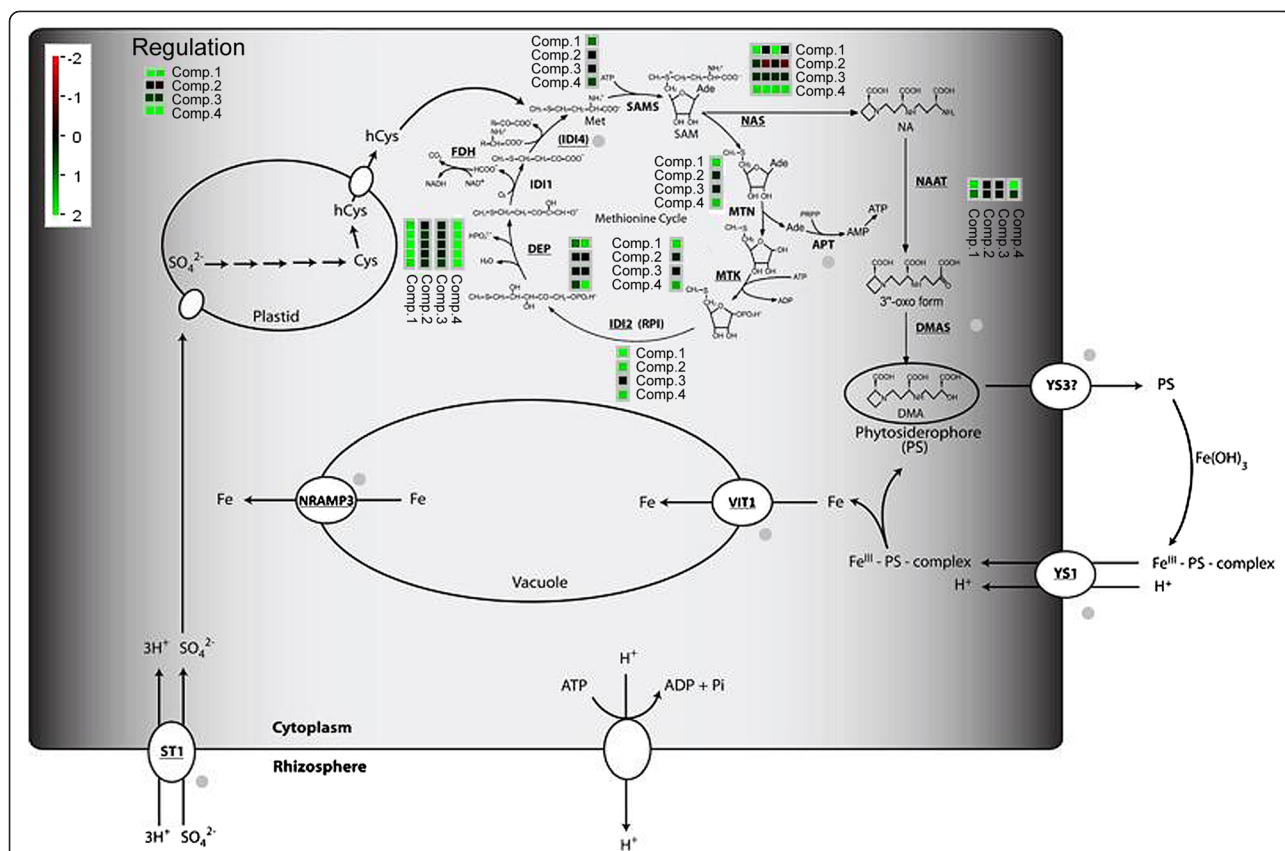 Regulation
Comp.1
Comp.2
Comp.3
Comp.4
-2
-1
0
1
2
Comp.1
Comp.2
Comp.3
Comp.4
ATP
SAMS
Met
SAM
Ade
Comp.1
Comp.2
Comp.3
Comp.4
NAS
NA
hCys
FDH
(IDI4)
CO₂
HCOO⁻
NADH
NAD⁺
IDI1
O₂
Comp.1
Comp.2
Comp.3
Comp.4
Ade
MTN
Methionine Cycle
Ade
PRPP
APT
AMP
ATP
NAAT
Comp.1
Comp.2
Comp.3
Comp.4
hCys
SO₄²⁻
Cys
Plastid
Comp.1
Comp.2
Comp.3
Comp.4
HPO₄²⁻
H₂O
DEP
Comp.1
Comp.2
Comp.3
Comp.4
MTK
ATP
ADP
IDI2 (RPI)
Comp.1
Comp.2
Comp.3
Comp.4
3"-oxo form
DMAS
DMA
Phytosiderophore
(PS)
YS3?
PS
Fe(OH)₃
Fe
NRAMP3
Fe
Fe
VIT1
Fe
Vacuole
Feᴵᴵᴵ - PS - complex
H⁺
YS1
Feᴵᴵᴵ - PS - complex
H⁺
3H⁺ SO₄²⁻
H⁺
ATP
ADP + Pi
Cytoplasm
ST1
Rhizosphere
3H⁺ SO₄²⁻
H⁺